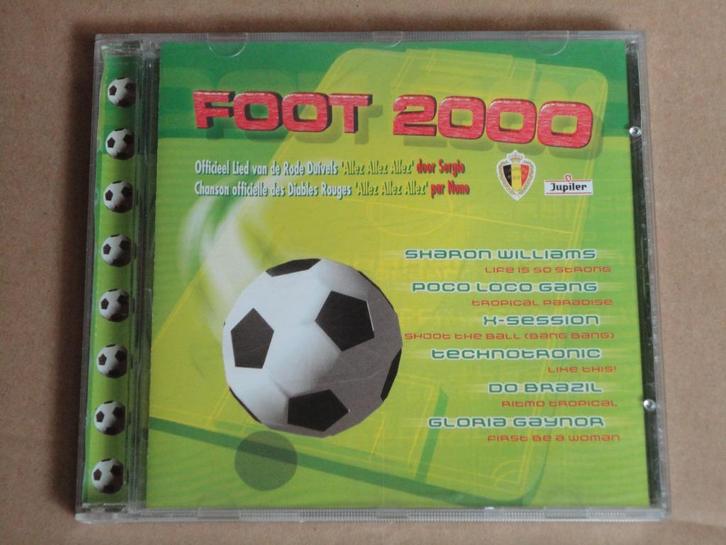 FOOT 2000
Officieel Lied van de Rode Duivels 'Allez Allez Allez' door Sergio
Chanson officielle des Diables Rouges 'Allez Allez Allez' par Nono
Jupiler
SHARON WILLIAMS
LIFE IS SO STRONG
POCO LOCO GANG
TROPICAL PARADISE
X-SESSION
SHOOT THE BALL (BANG BANG)
TECHNOTRONIC
LIKE THIS!
DO BRAZIL
RITMO TROPICAL
GLORIA GAYNOR
FIRST BE A WOMAN